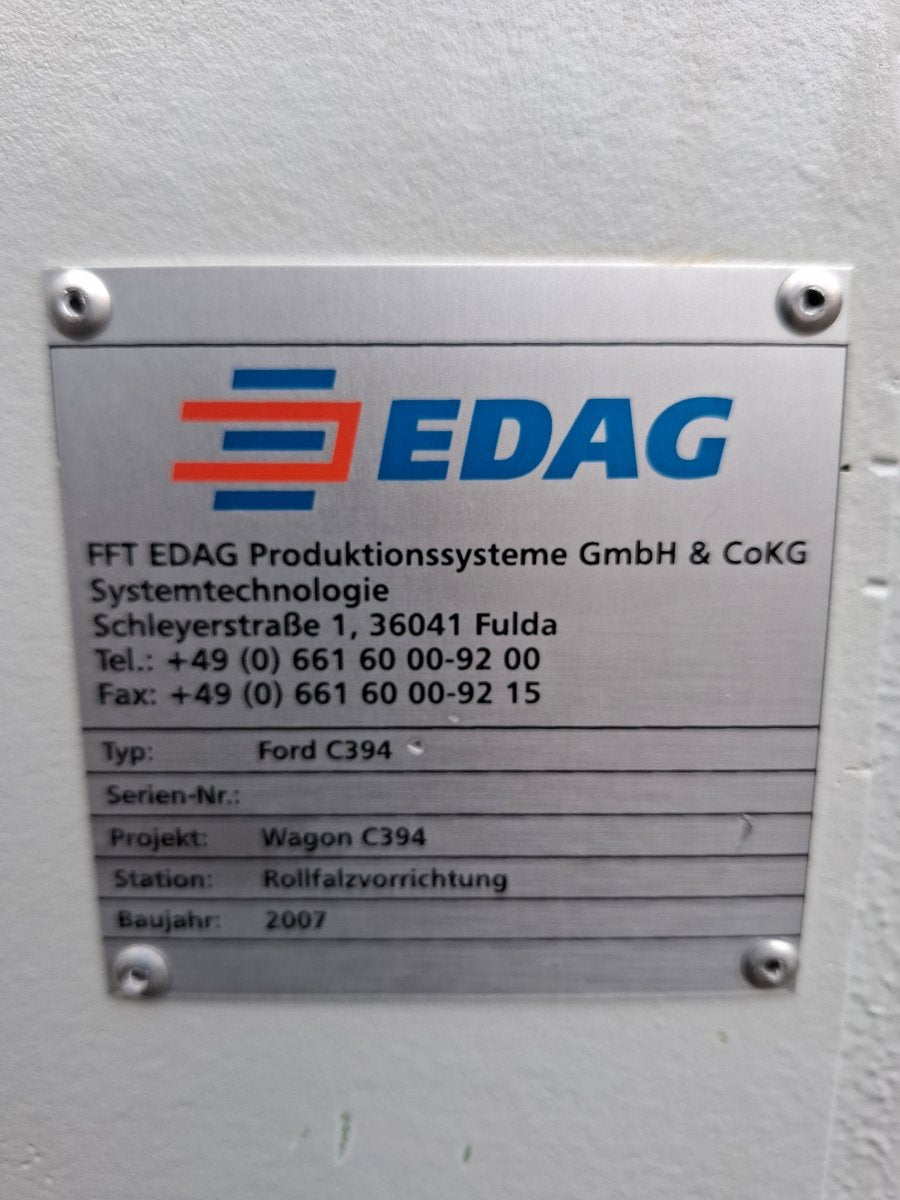 EDAG
FFT EDAG Produktionssysteme GmbH & CoKG
Systemtechnologie
Schleyerstraße 1, 36041 Fulda
Tel.: +49 (0) 661 60 00-92 00
Fax: +49 (0) 661 60 00-92 15
Typ: Ford C394
Serien-Nr.:
Projekt: Wagon C394
Station: Rollfalzvorrichtung
Baujahr: 2007